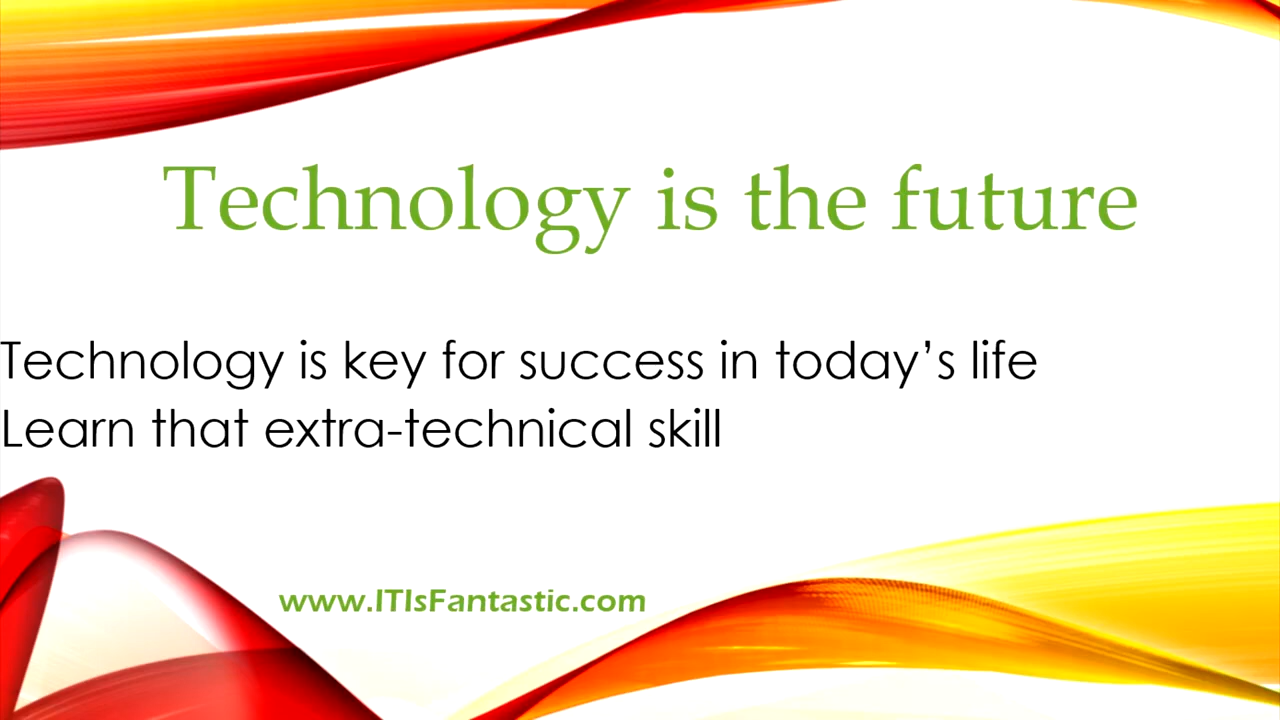 Technology is the future
Technology is key for success in today’s life
Learn that extra-technical skill
www.ITIsFantastic.com